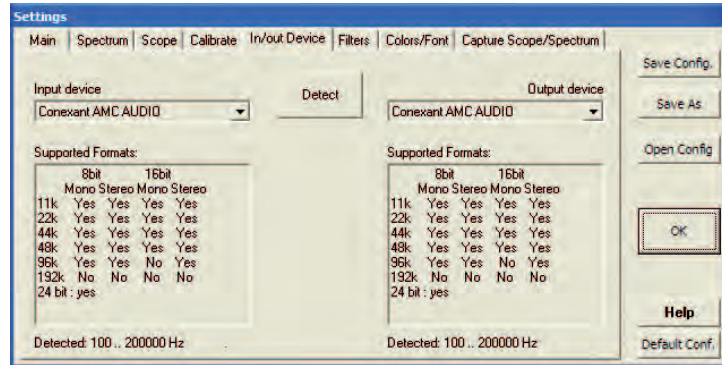 Settings
Main Spectrum Scope Calibrate In/out Device Filters Colors/Font Capture Scope/Spectrum
Save Config.
Input device
Detect
Output device
Conexant AMC AUDIO
Conexant AMC AUDIO
Save As
Open Config
Supported Formats:
8bit 16bit
Mono Stereo Mono Stereo
11k Yes Yes Yes Yes
22k Yes Yes Yes Yes
44k Yes Yes Yes Yes
48k Yes Yes Yes Yes
96k Yes Yes No Yes
192k No No No No
24 bit : yes
Detected: 100 .. 200000 Hz
Supported Formats:
8bit 16bit
Mono Stereo Mono Stereo
11k Yes Yes Yes Yes
22k Yes Yes Yes Yes
44k Yes Yes Yes Yes
48k Yes Yes Yes Yes
96k Yes Yes No Yes
192k No No No No
24 bit : yes
Detected: 100 .. 200000 Hz
OK
Help
Default Conf.